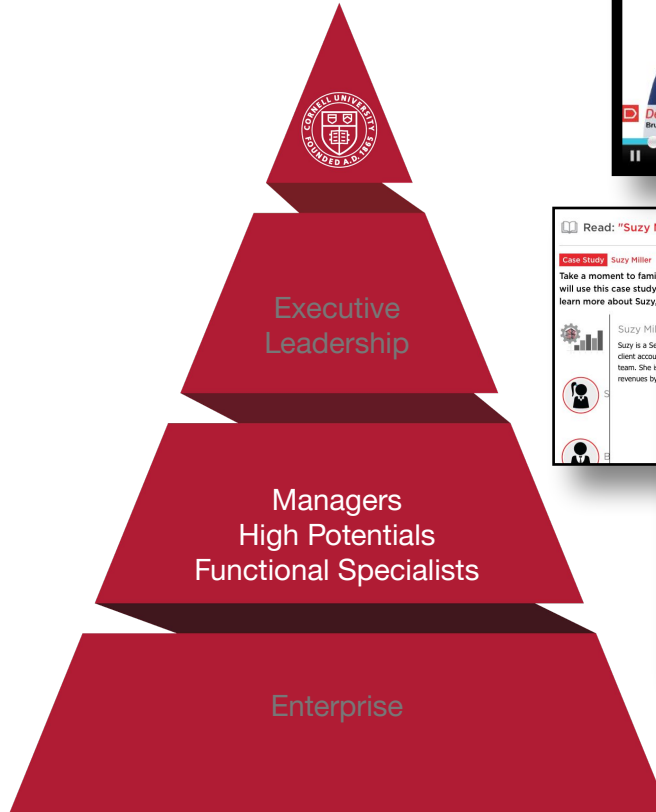 CORNELL UNIVERSITY
FOUNDED A.D. 1865
Executive
Leadership
Managers
High Potentials
Functional Specialists
Enterprise
D
Bru
Read: "Suzy
Case Study Suzy Miller
Take a moment to fami
will use this case study
learn more about Suzy,
Suzy Mil
Suzy is a Se
client accou
team. She is
revenues by
S
B